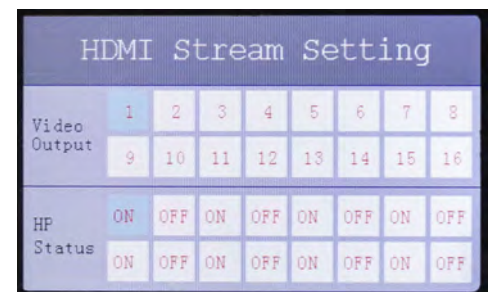 HDMI Stream Setting
Video Output
1 2 3 4 5 6 7 8
9 10 11 12 13 14 15 16
HP Status
ON OFF ON OFF ON OFF ON OFF
ON OFF ON OFF ON OFF ON OFF